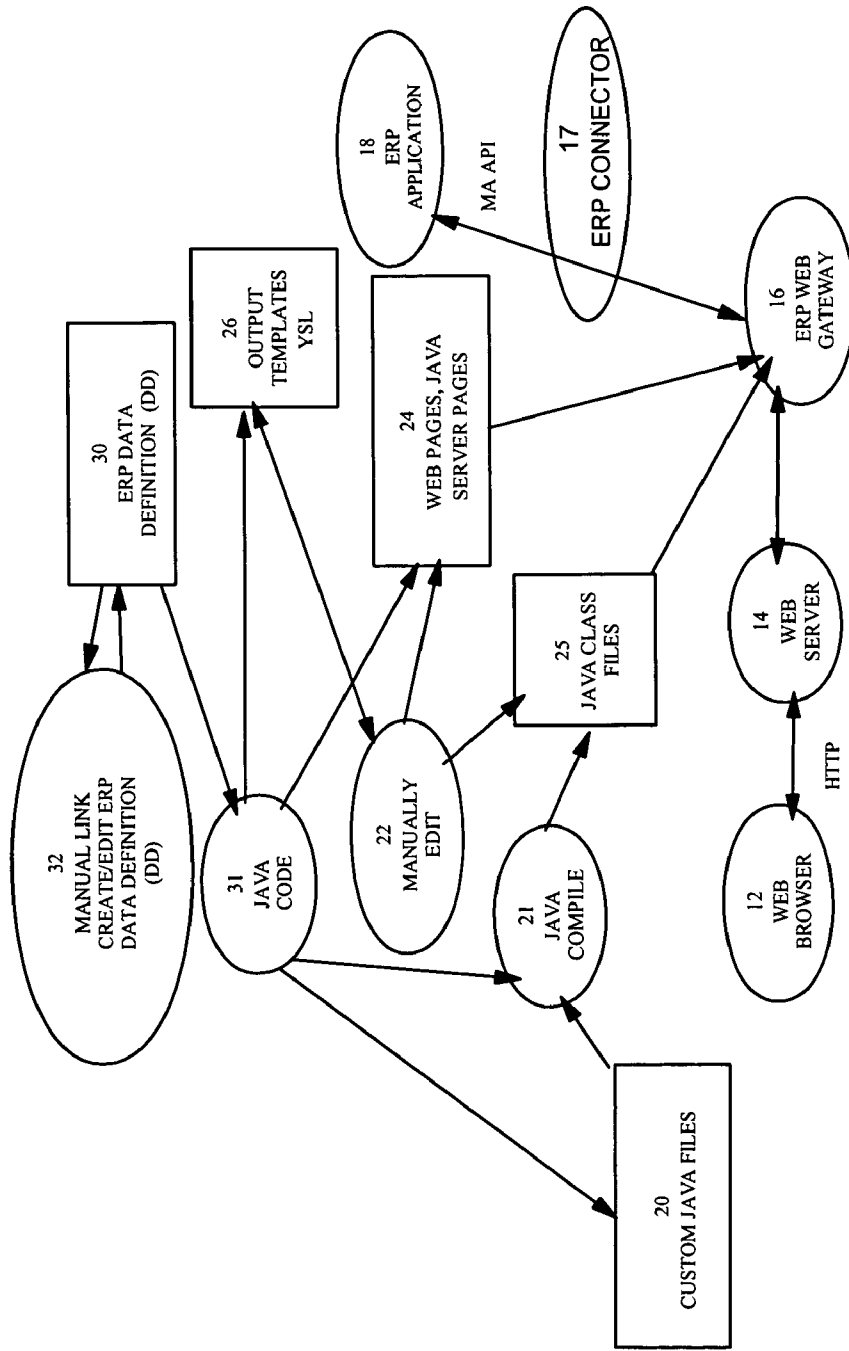 32
MANUAL LINK
CREATE/EDIT ERP
DATA DEFINITION
(DD)
30
ERP DATA
DEFINITION (DD)
31
JAVA
CODE
26
OUTPUT
TEMPLATES
YSL
22
MANUALLY
EDIT
24
WEB PAGES, JAVA
SERVER PAGES
18
ERP
APPLICATION
MA API
21
JAVA
COMPILE
25
JAVA CLASS
FILES
17
ERP CONNECTOR
20
CUSTOM JAVA FILES
12
WEB
BROWSER
HTTP
14
WEB
SERVER
16
ERP WEB
GATEWAY